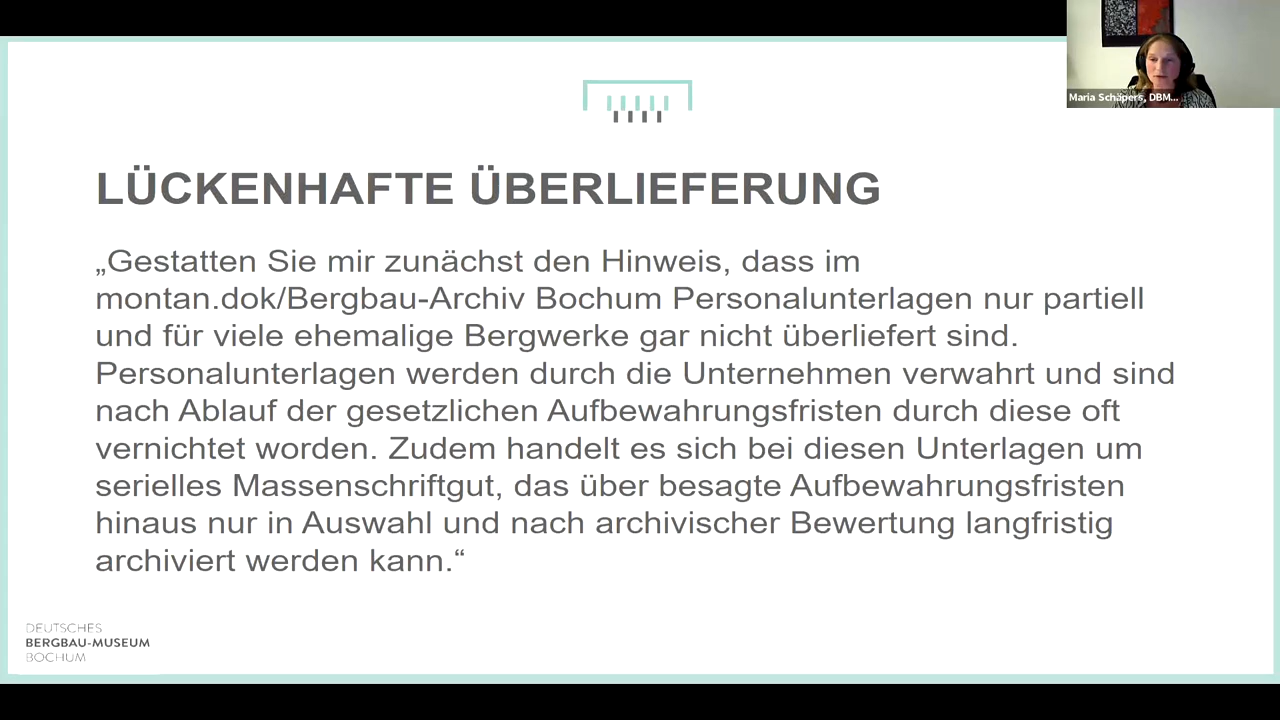 Maria Schäpers, DBM...
LÜCKENHAFTE ÜBERLIEFERUNG
„Gestatten Sie mir zunächst den Hinweis, dass im
montan.dok/Bergbau-Archiv Bochum Personalunterlagen nur partiell
und für viele ehemalige Bergwerke gar nicht überliefert sind.
Personalunterlagen werden durch die Unternehmen verwahrt und sind
nach Ablauf der gesetzlichen Aufbewahrungsfristen durch diese oft
vernichtet worden. Zudem handelt es sich bei diesen Unterlagen um
serielles Massenschriftgut, das über besagte Aufbewahrungsfristen
hinaus nur in Auswahl und nach archivischer Bewertung langfristig
archiviert werden kann.“
DEUTSCHES
BERGBAU-MUSEUM
BOCHUM